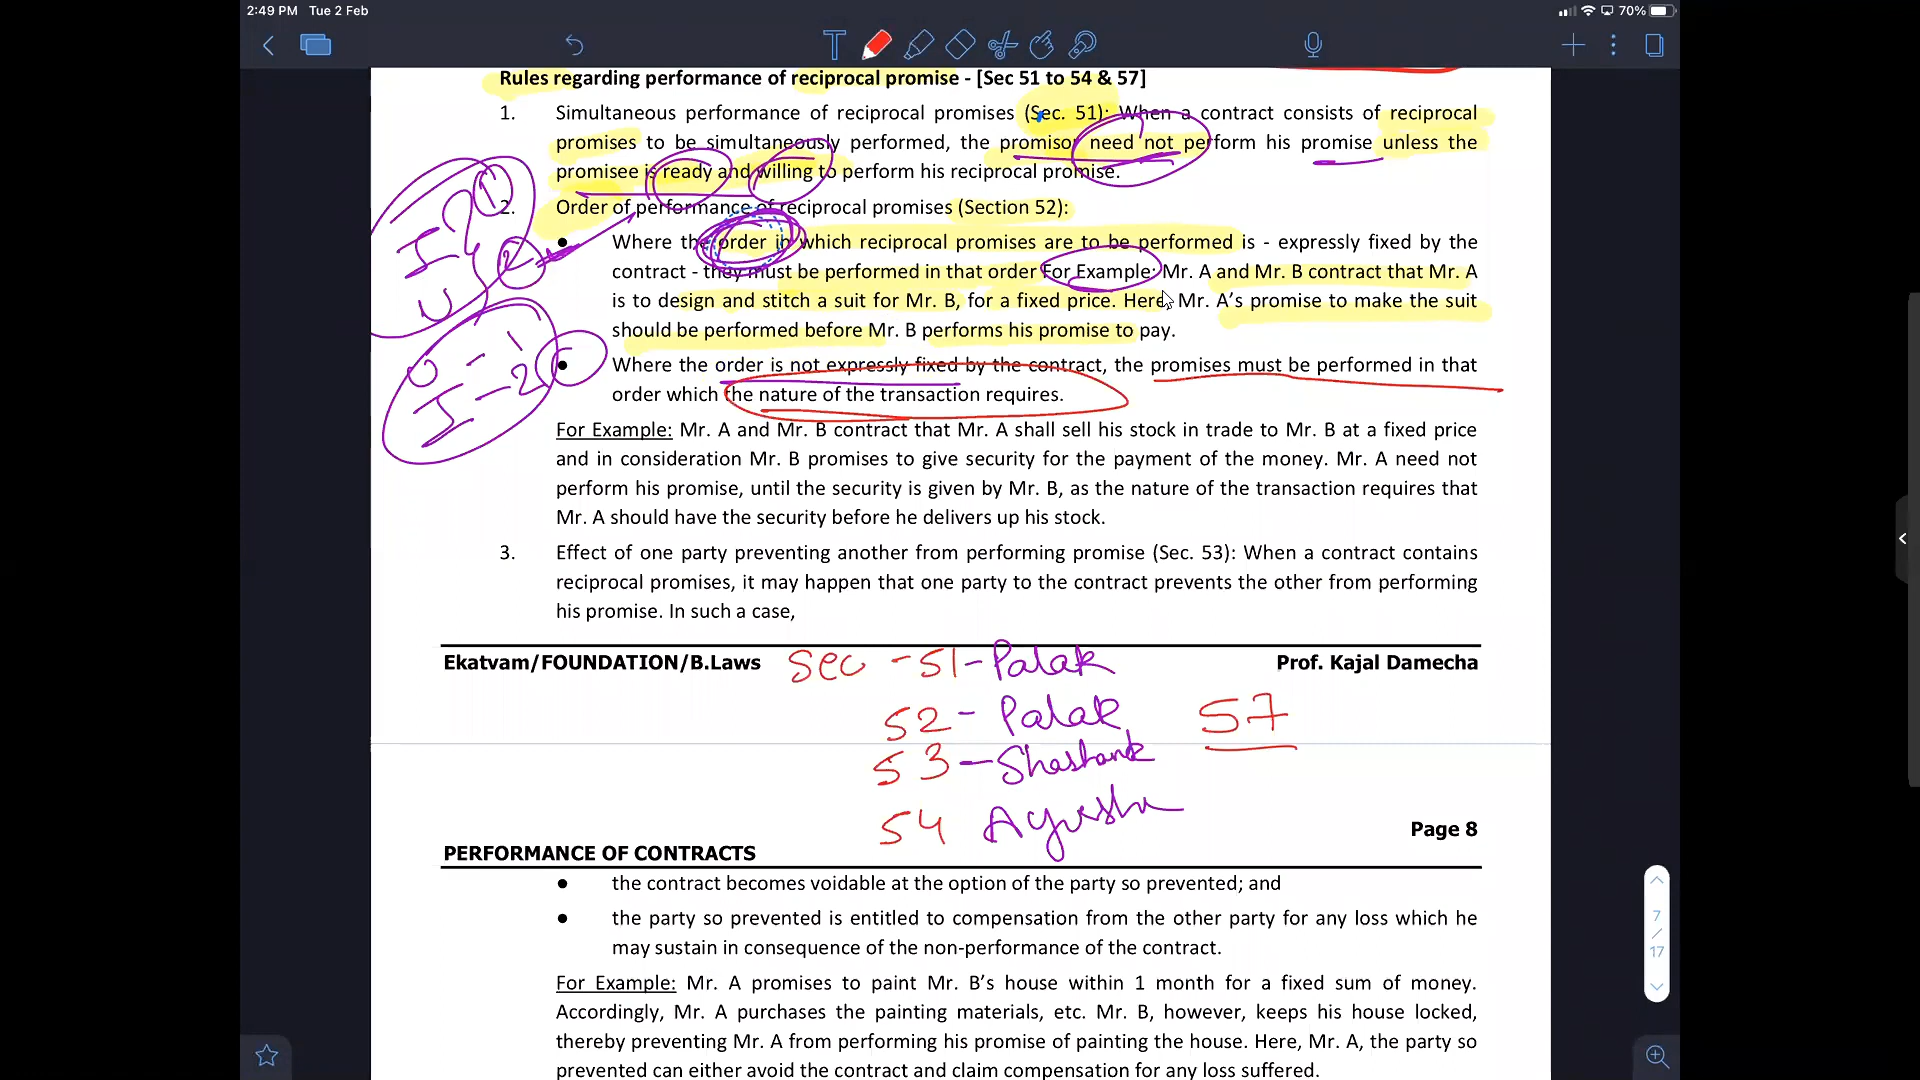 2:49 PM Tue 2 Feb
70%
Rules regarding performance of reciprocal promise - [Sec 51 to 54 & 57]
1. Simultaneous performance of reciprocal promises (Sec. 51): When a contract consists of reciprocal
promises to be simultaneously performed, the promisor need not perform his promise unless the
promisee is ready and willing to perform his reciprocal promise.
2. Order of performance of reciprocal promises (Section 52):
● Where the order in which reciprocal promises are to be performed is - expressly fixed by the
contract - they must be performed in that order For Example: Mr. A and Mr. B contract that Mr. A
is to design and stitch a suit for Mr. B, for a fixed price. Here, Mr. A's promise to make the suit
should be performed before Mr. B performs his promise to pay.
● Where the order is not expressly fixed by the contract, the promises must be performed in that
order which the nature of the transaction requires.
For Example: Mr. A and Mr. B contract that Mr. A shall sell his stock in trade to Mr. B at a fixed price
and in consideration Mr. B promises to give security for the payment of the money. Mr. A need not
perform his promise, until the security is given by Mr. B, as the nature of the transaction requires that
Mr. A should have the security before he delivers up his stock.
3. Effect of one party preventing another from performing promise (Sec. 53): When a contract contains
reciprocal promises, it may happen that one party to the contract prevents the other from performing
his promise. In such a case,
Ekatvam/FOUNDATION/B.Laws Sec - 51 - Palak Prof. Kajal Damecha
52 - Palak 57
53 - Shashank
54 Ayushi
Page 8
PERFORMANCE OF CONTRACTS
● the contract becomes voidable at the option of the party so prevented; and
● the party so prevented is entitled to compensation from the other party for any loss which he
may sustain in consequence of the non-performance of the contract.
For Example: Mr. A promises to paint Mr. B's house within 1 month for a fixed sum of money.
Accordingly, Mr. A purchases the painting materials, etc. Mr. B, however, keeps his house locked,
thereby preventing Mr. A from performing his promise of painting the house. Here, Mr. A, the party so
prevented can either avoid the contract and claim compensation for any loss suffered.
7
/
17